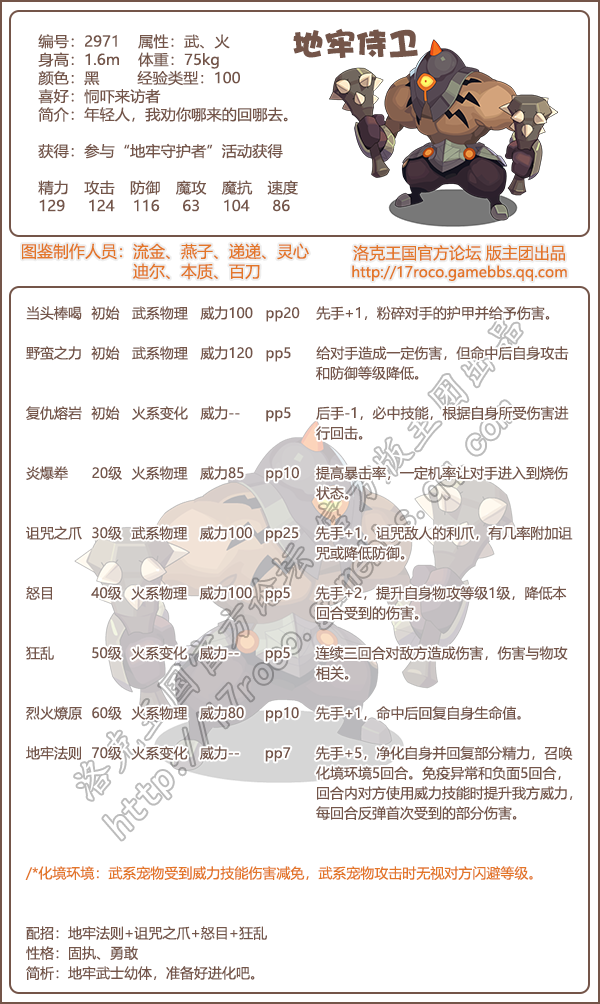 地牢侍卫
编号：2971 属性：武、火
身高：1.6m 体重：75kg
颜色：黑 经验类型：100
喜好：恫吓来访者
简介：年轻人，我劝你哪来的回哪去。
获得：参与“地牢守护者”活动获得
精力 攻击 防御 魔攻 魔抗 速度
129 124 116 63 104 86
图鉴制作人员：流金、燕子、递递、灵心
迪尔、本质、百刀
洛克王国官方论坛 版主团出品
http://17roco.gamebbs.qq.com
当头棒喝 初始 武系物理 威力100 pp20 先手+1，粉碎对手的护甲并给予伤害。
野蛮之力 初始 武系物理 威力120 pp5 给对手造成一定伤害，但命中后自身攻击
和防御等级降低。
复仇熔岩 初始 火系变化 威力-- pp5 后手-1，必中技能，根据自身所受伤害进
行回击。
炎爆拳 20级 火系物理 威力85 pp10 提高暴击率，一定机率让对手进入到烧伤
状态。
诅咒之爪 30级 武系物理 威力100 pp25 先手+1，诅咒敌人的利爪，有几率附加诅
咒或降低防御。
怒目 40级 火系物理 威力100 pp5 先手+2，提升自身物攻等级1级，降低本
回合受到的伤害。
狂乱 50级 火系变化 威力-- pp5 连续三回合对敌方造成伤害，伤害与物攻
相关。
烈火燎原 60级 火系物理 威力80 pp10 先手+1，命中后回复自身生命值。
地牢法则 70级 火系变化 威力-- pp7 先手+5，净化自身并回复部分精力，召唤
化境环境5回合。免疫异常和负面5回合，
回合内对方使用威力技能时提升我方威力，
每回合反弹首次受到的部分伤害。
洛克王国官方论坛 官方版主团出品
http://17roco.gamebbs.qq.com
/*化境环境：武系宠物受到威力技能伤害减免，武系宠物攻击时无视对方闪避等级。
配招：地牢法则+诅咒之爪+怒目+狂乱
性格：固执、勇敢
简析：地牢武士幼体，准备好进化吧。